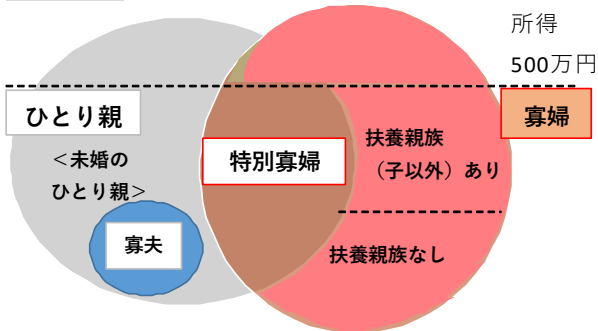 所得
500万円
ひとり親
寡婦
扶養親族
（子以外）あり
＜未婚の
ひとり親＞
特別寡婦
寡夫
扶養親族なし